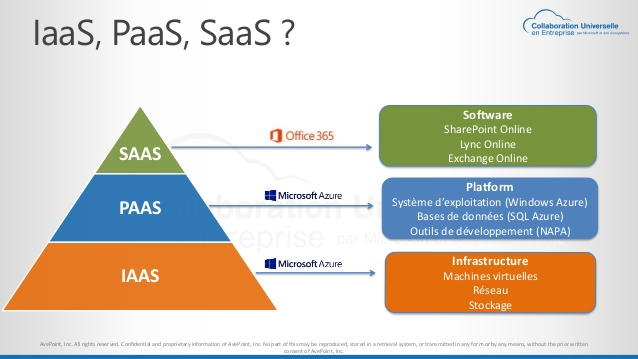 IaaS, PaaS, SaaS ?
Collaboration Universelle
en Entreprise par Microsoft et son écosystème
SAAS
Office 365
Software
SharePoint Online
Lync Online
Exchange Online
PAAS
Microsoft Azure
Platform
Système d'exploitation (Windows Azure)
Bases de données (SQL Azure)
Outils de développement (NAPA)
IAAS
Microsoft Azure
Infrastructure
Machines virtuelles
Réseau
Stockage
AvePoint, Inc. All rights reserved. Confidential and proprietary information of AvePoint, Inc. No part of this may be reproduced, stored in a retrieval system, or transmitted in any form or by any means, without the prior written
consent of AvePoint, Inc.